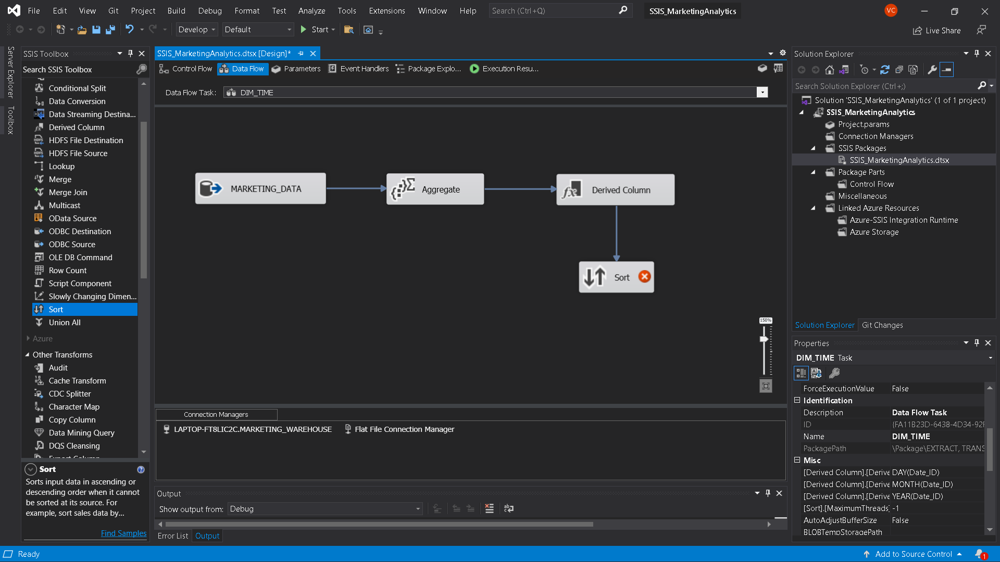 File Edit View Git Project Build Debug Format Test Analyze Tools Extensions Window Help Search (Ctrl+Q) SSIS_MarketingAnalytics VC
Develop Default Start Live Share
Server Explorer
Toolbox
SSIS Toolbox
Search SSIS Toolbox
Conditional Split
Data Conversion
Data Streaming Destina...
Derived Column
HDFS File Destination
HDFS File Source
Lookup
Merge
Merge Join
Multicast
OData Source
ODBC Destination
ODBC Source
OLE DB Command
Row Count
Script Component
Slowly Changing Dimen...
Sort
Union All
Azure
Other Transforms
Audit
Cache Transform
CDC Splitter
Character Map
Copy Column
Data Mining Query
DQS Cleansing
Export Column
Sort
Sorts input data in ascending or
descending order when it cannot
be sorted at its source. For
example, sort sales data by...
Find Samples
SSIS_MarketingAnalytics.dtsx [Design]*
Control Flow Data Flow Parameters Event Handlers Package Explo... Execution Resu...
Data Flow Task: DIM_TIME
MARKETING_DATA
Aggregate
Derived Column
Sort
150%
Connection Managers
LAPTOP-FT8LIC2C.MARKETING_WAREHOUSE Flat File Connection Manager
Output
Show output from: Debug
Error List Output
Solution Explorer
Search Solution Explorer (Ctrl+;)
Solution 'SSIS_MarketingAnalytics' (1 of 1 project)
SSIS_MarketingAnalytics
Project.params
Connection Managers
SSIS Packages
SSIS_MarketingAnalytics.dtsx
Package Parts
Control Flow
Miscellaneous
Linked Azure Resources
Azure-SSIS Integration Runtime
Azure Storage
Solution Explorer Git Changes
Properties
DIM_TIME Task
ForceExecutionValue False
Identification
Description Data Flow Task
ID {FA11B23D-6438-4D34-92
Name DIM_TIME
PackagePath \Package\EXTRACT, TRANS
Misc
[Derived Column].[Derive DAY(Date_ID)
[Derived Column].[Derive MONTH(Date_ID)
[Derived Column].[Derive YEAR(Date_ID)
[Sort].[MaximumThreads] -1
AutoAdjustBufferSize False
BLOBTempStoragePath
Ready Add to Source Control 1